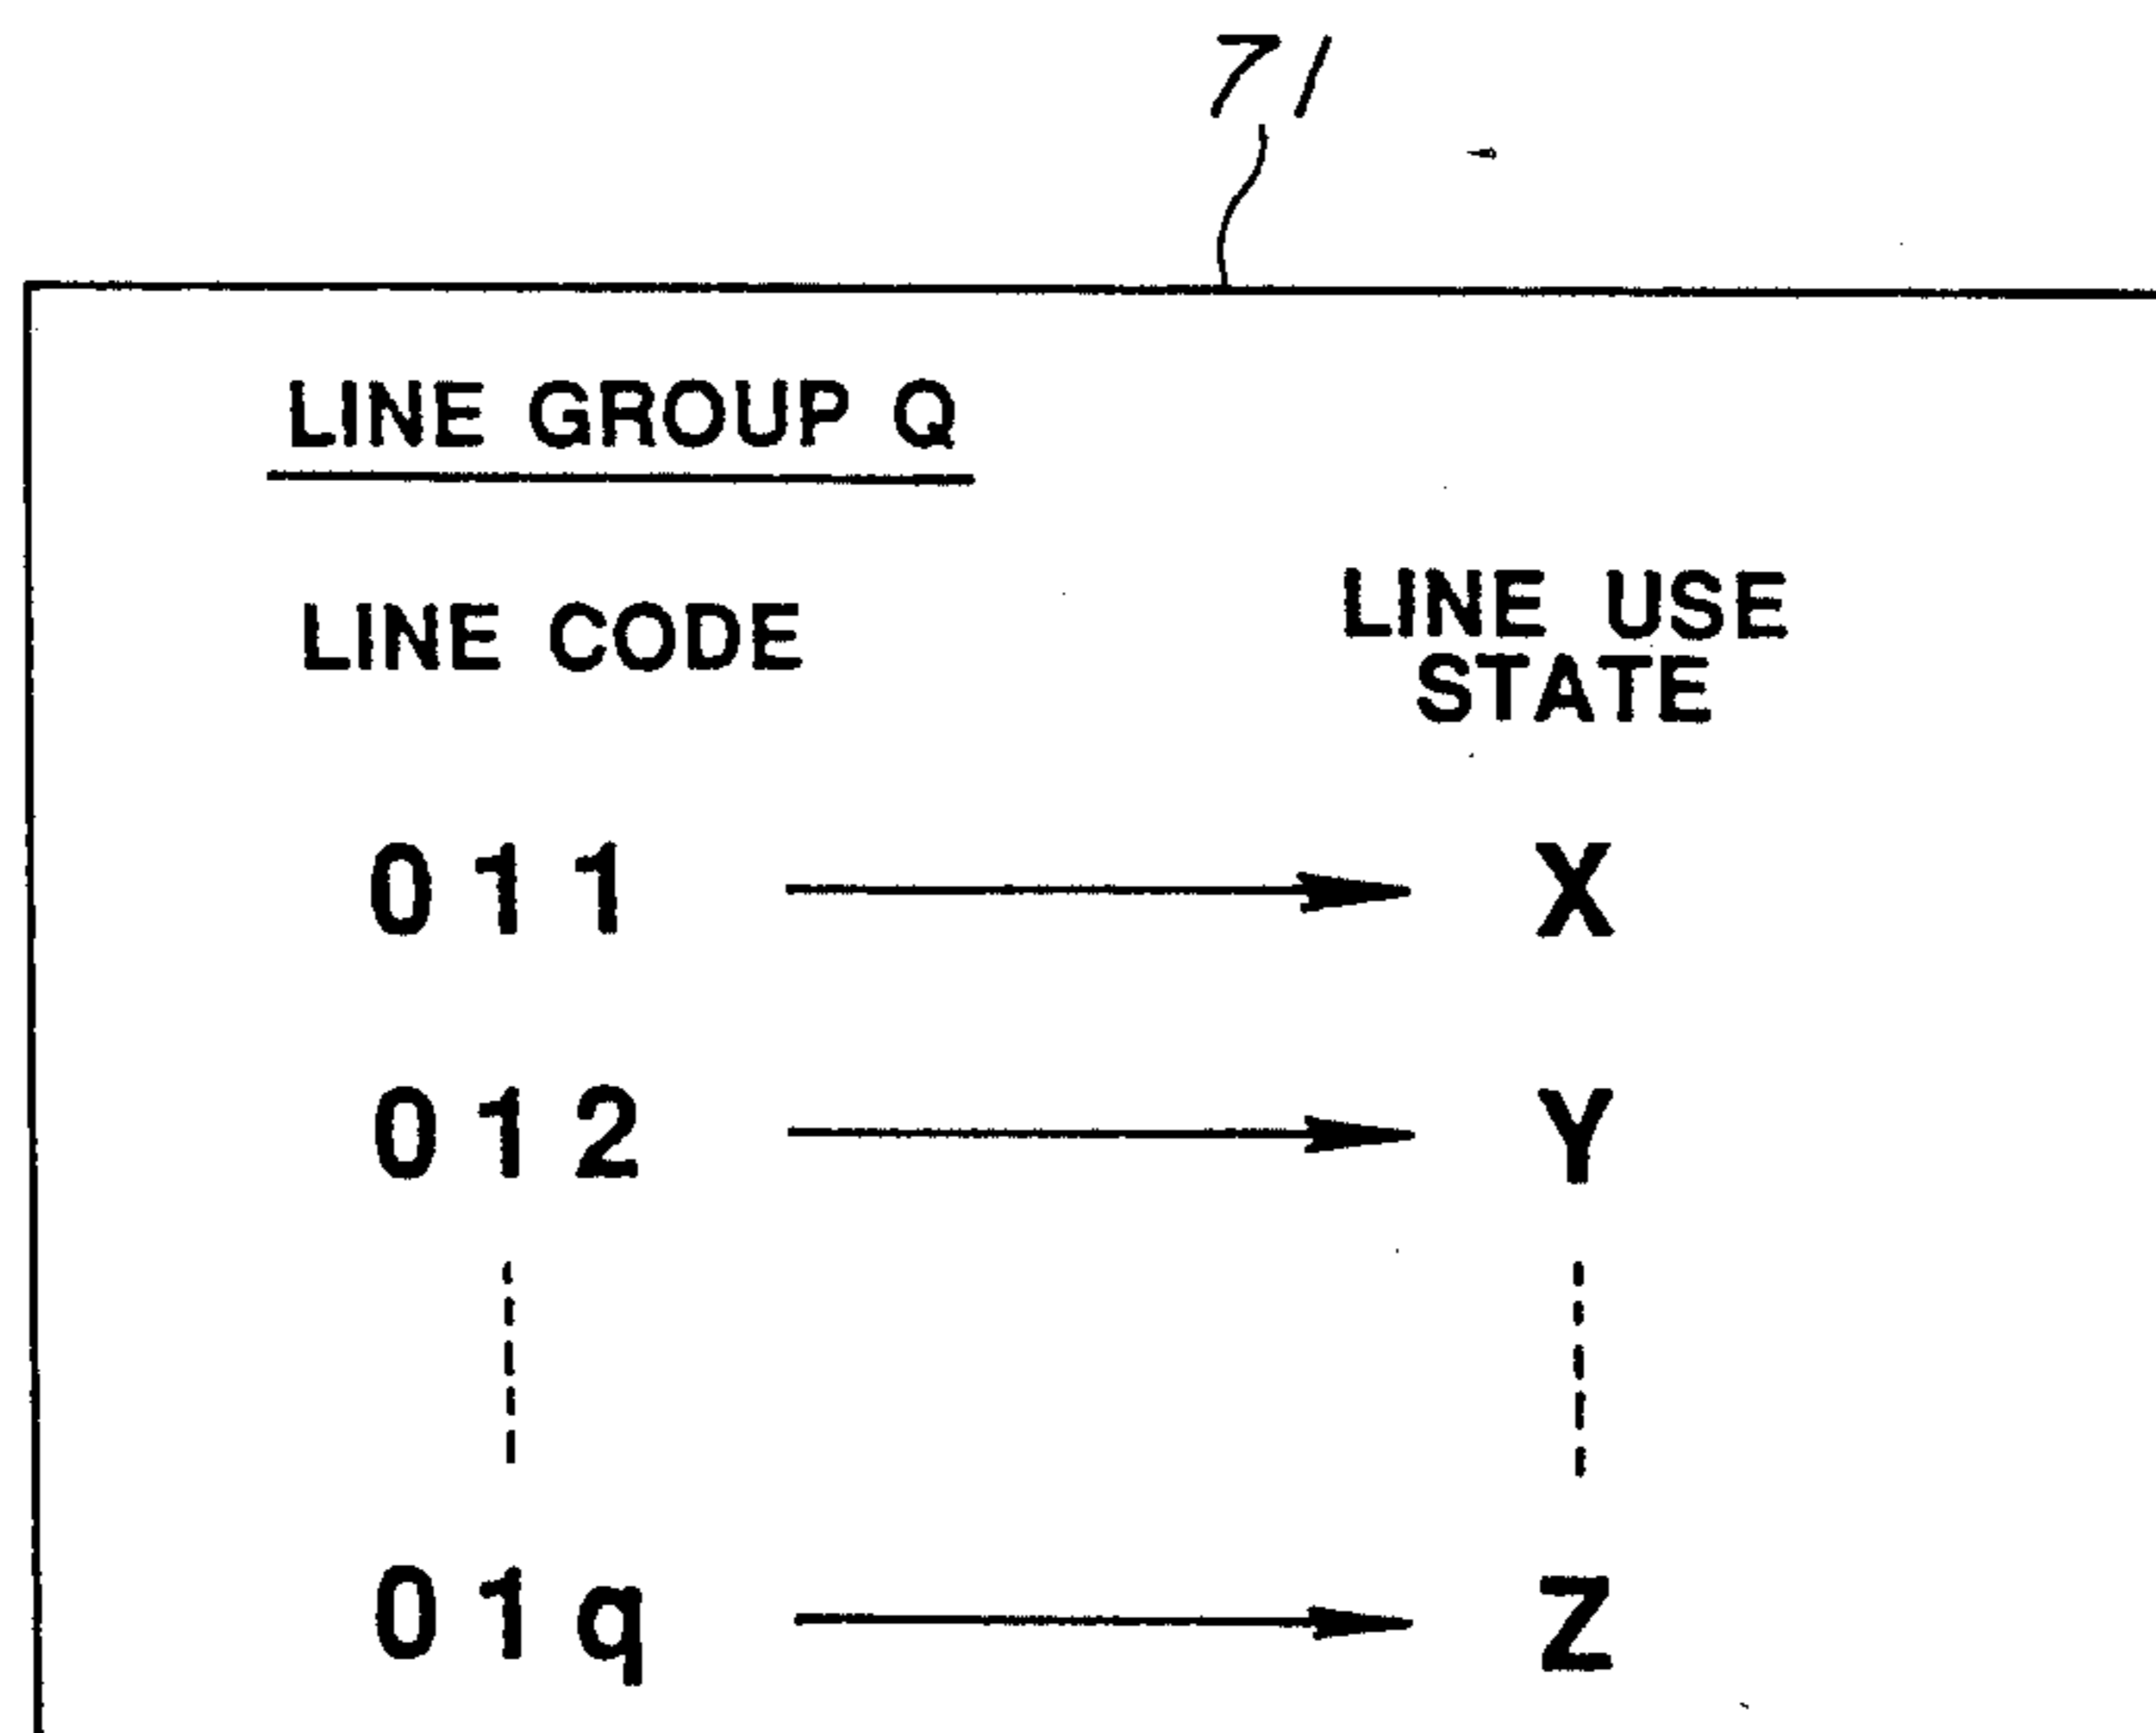 71
LINE GROUP Q
LINE CODE
LINE USE
STATE
011 X
012 Y
01q Z